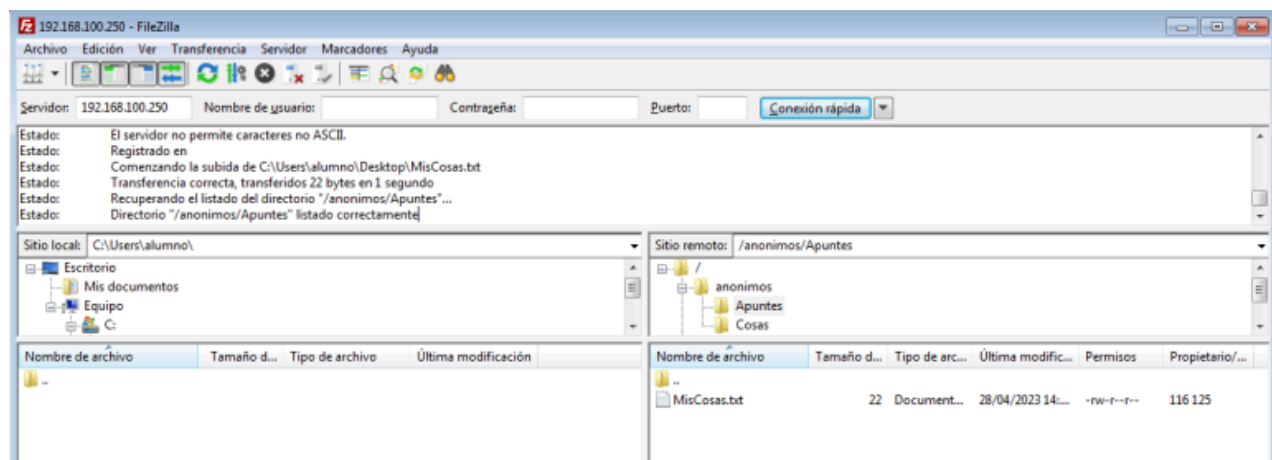 192.168.100.250 - FileZilla
Archivo Edición Ver Transferencia Servidor Marcadores Ayuda
Servidor: 192.168.100.250 Nombre de usuario: Contraseña: Puerto: Conexión rápida
Estado: El servidor no permite caracteres no ASCII.
Estado: Registrado en
Estado: Comenzando la subida de C:\Users\alumno\Desktop\MisCosas.txt
Estado: Transferencia correcta, transferidos 22 bytes en 1 segundo
Estado: Recuperando el listado del directorio "/anonimos/Apuntes"...
Estado: Directorio "/anonimos/Apuntes" listado correctamente
Sitio local: C:\Users\alumno\
Escritorio
Mis documentos
Equipo
C:
Sitio remoto: /anonimos/Apuntes
/
anonimos
Apuntes
Cosas
Nombre de archivo Tamaño d... Tipo de archivo Última modificación
..
Nombre de archivo Tamaño d... Tipo de arc... Última modific... Permisos Propietario/...
..
MisCosas.txt 22 Document... 28/04/2023 14:... -rw-r--r-- 116 125